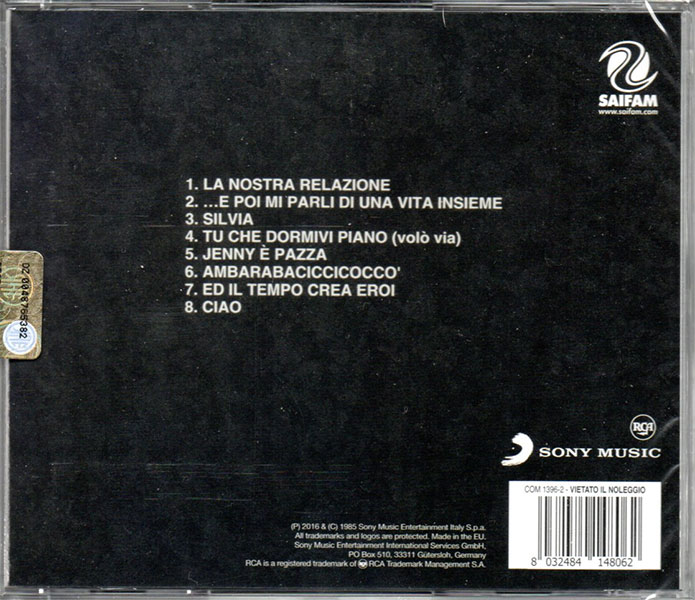 SAIFAM
www.saifam.com
1. LA NOSTRA RELAZIONE
2. ...E POI MI PARLI DI UNA VITA INSIEME
3. SILVIA
4. TU CHE DORMIVI PIANO (volò via)
5. JENNY È PAZZA
6. AMBARABACICCICOCCO'
7. ED IL TEMPO CREA EROI
8. CIAO
RCA
SONY MUSIC
COM 1396-2 - VIETATO IL NOLEGGIO
(P) 2016 & (C) 1985 Sony Music Entertainment Italy S.p.a.
All trademarks and logos are protected. Made in the EU.
Sony Music Entertainment International Services GmbH,
PO Box 510, 33311 Gütersloh, Germany
RCA is a registered trademark of RCA Trademark Management S.A.
8 032484 148062